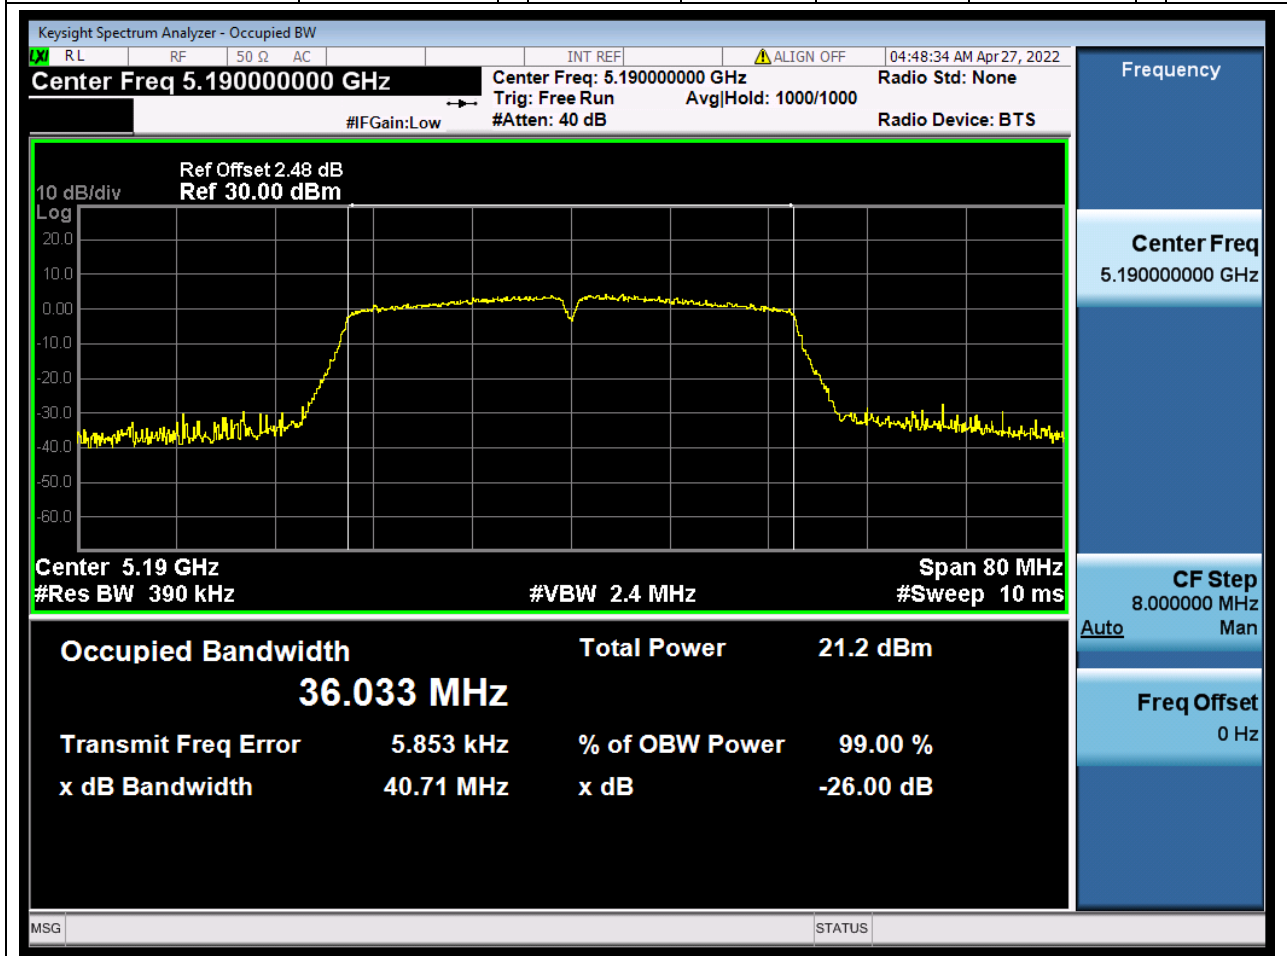 Keysight Spectrum Analyzer - Occupied BW
LXI RL RF 50 Ω AC INT REF ALIGN OFF 04:48:34 AM Apr 27, 2022
Center Freq 5.190000000 GHz
Center Freq: 5.190000000 GHz
Radio Std: None
Trig: Free Run Avg|Hold: 1000/1000
#IFGain:Low #Atten: 40 dB
Radio Device: BTS
Ref Offset 2.48 dB
10 dB/div Ref 30.00 dBm
Log
20.0
10.0
0.00
-10.0
-20.0
-30.0
-40.0
-50.0
-60.0
Center 5.19 GHz Span 80 MHz
#Res BW 390 kHz #VBW 2.4 MHz #Sweep 10 ms
Occupied Bandwidth Total Power 21.2 dBm
36.033 MHz
Transmit Freq Error 5.853 kHz % of OBW Power 99.00 %
x dB Bandwidth 40.71 MHz x dB -26.00 dB
MSG STATUS
Frequency
Center Freq
5.190000000 GHz
CF Step
8.000000 MHz
Auto Man
Freq Offset
0 Hz